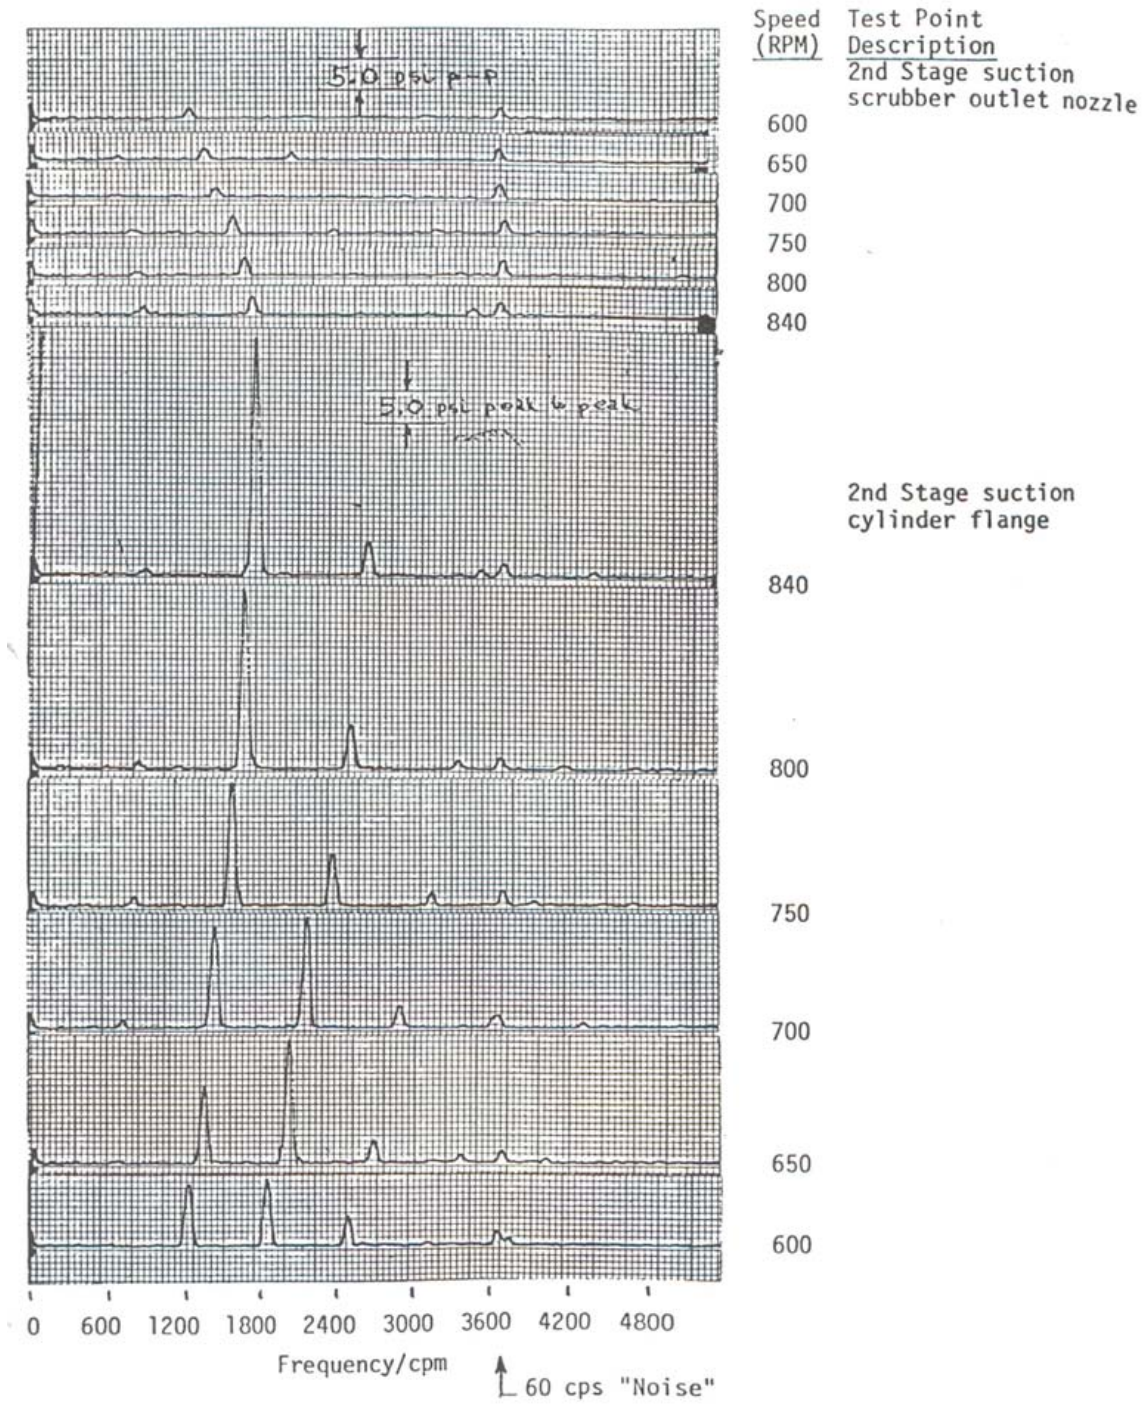 Speed Test Point
(RPM) Description
2nd Stage suction
scrubber outlet nozzle
5.0 psi p-p
600
650
700
750
800
840
5.0 psi peak to peak
2nd Stage suction
cylinder flange
840
800
750
700
650
600
0 600 1200 1800 2400 3000 3600 4200 4800
Frequency/cpm
60 cps "Noise"